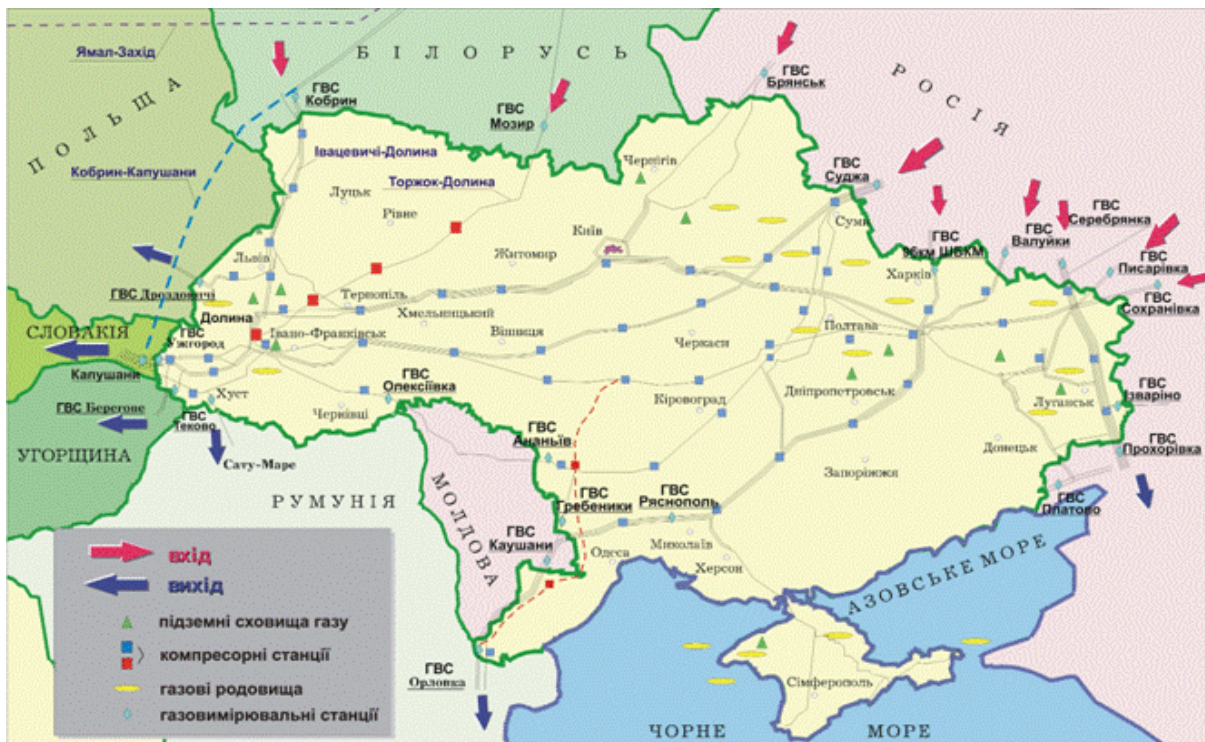 Ямал-Захід
БІЛОРУСЬ
РОСІЯ
ПОЛЬЩА
ГВС
Кобрин
ГВС
Мозир
ГВС
Брянськ
Івацевичі-Долина
Кобрин-Капушани
Торжок-Долина
Чернігів
ГВС
Суджа
Луцьк
Рівне
Суми
ГВС
Серебрянка
ГВС
Валуйки
ГВС
96км ШБКМ
ГВС
Писарівка
ГВС
Сохранівка
Київ
Житомир
Львів
Харків
ГВС Дроздовичі
Тернопіль
Хмельницький
Долина
Івано-Франківськ
Вішниця
Полтава
Черкаси
СЛОВАКІЯ
ГВС
Ужгород
Капушани
ГВС
Олексіївка
Дніпропетровськ
Хуст
Чернівці
Кіровоград
Луганськ
ГВС
Ізваріно
ГВС Берегове
ГВС
Теково
УГОРЩИНА
Сату-Маре
ГВС
Ананьїв
Донецьк
Запоріжжя
ГВС
Прохорівка
РУМУНІЯ
МОЛДОВА
ГВС
Гребеники
ГВС
Ряснополь
ГВС
Платово
ГВС
Каушани
Одеса
Миколаїв
Херсон
АЗОВСЬКЕ МОРЕ
вхід
вихід
підземні сховища газу
компресорні станції
газові родовища
газовимірювальні станції
ГВС
Орловка
Сімферополь
ЧОРНЕ МОРЕ